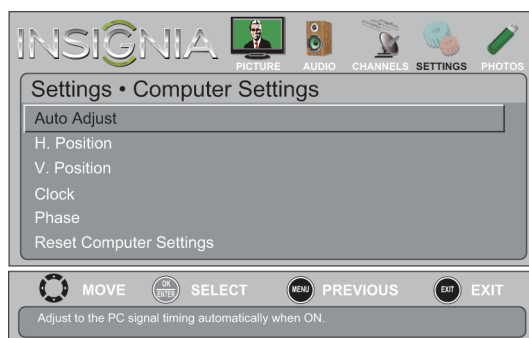 INSIGNIA
PICTURE AUDIO CHANNELS SETTINGS PHOTOS
Settings • Computer Settings
Auto Adjust
H. Position
V. Position
Clock
Phase
Reset Computer Settings
MOVE OK ENTER SELECT MENU PREVIOUS EXIT EXIT
Adjust to the PC signal timing automatically when ON.